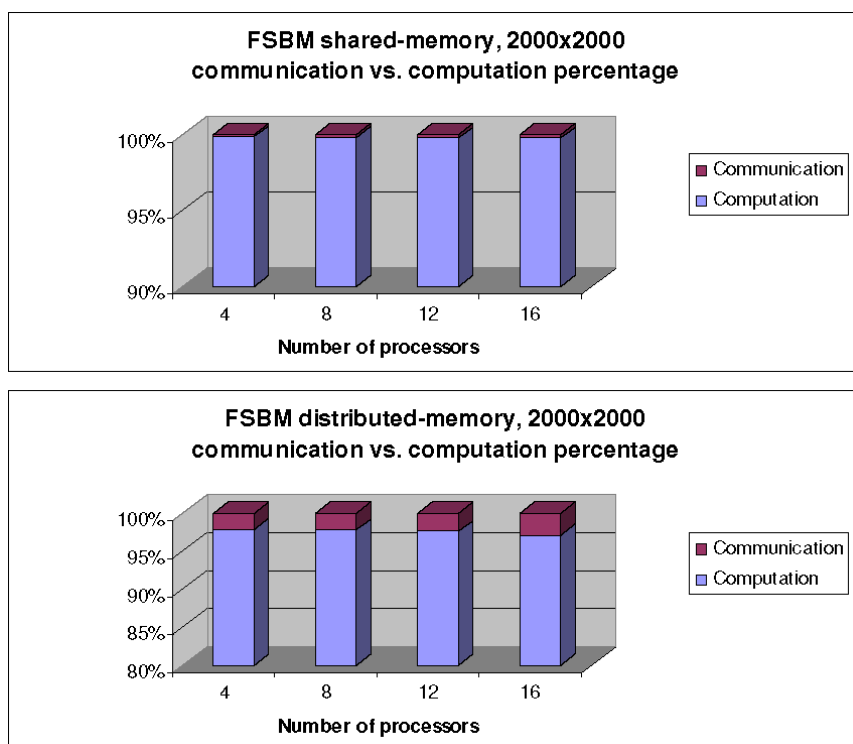 FSBM shared-memory, 2000x2000
communication vs. computation percentage
100%
95%
90%
4 8 12 16
Number of processors
Communication
Computation
FSBM distributed-memory, 2000x2000
communication vs. computation percentage
100%
95%
90%
85%
80%
4 8 12 16
Number of processors
Communication
Computation